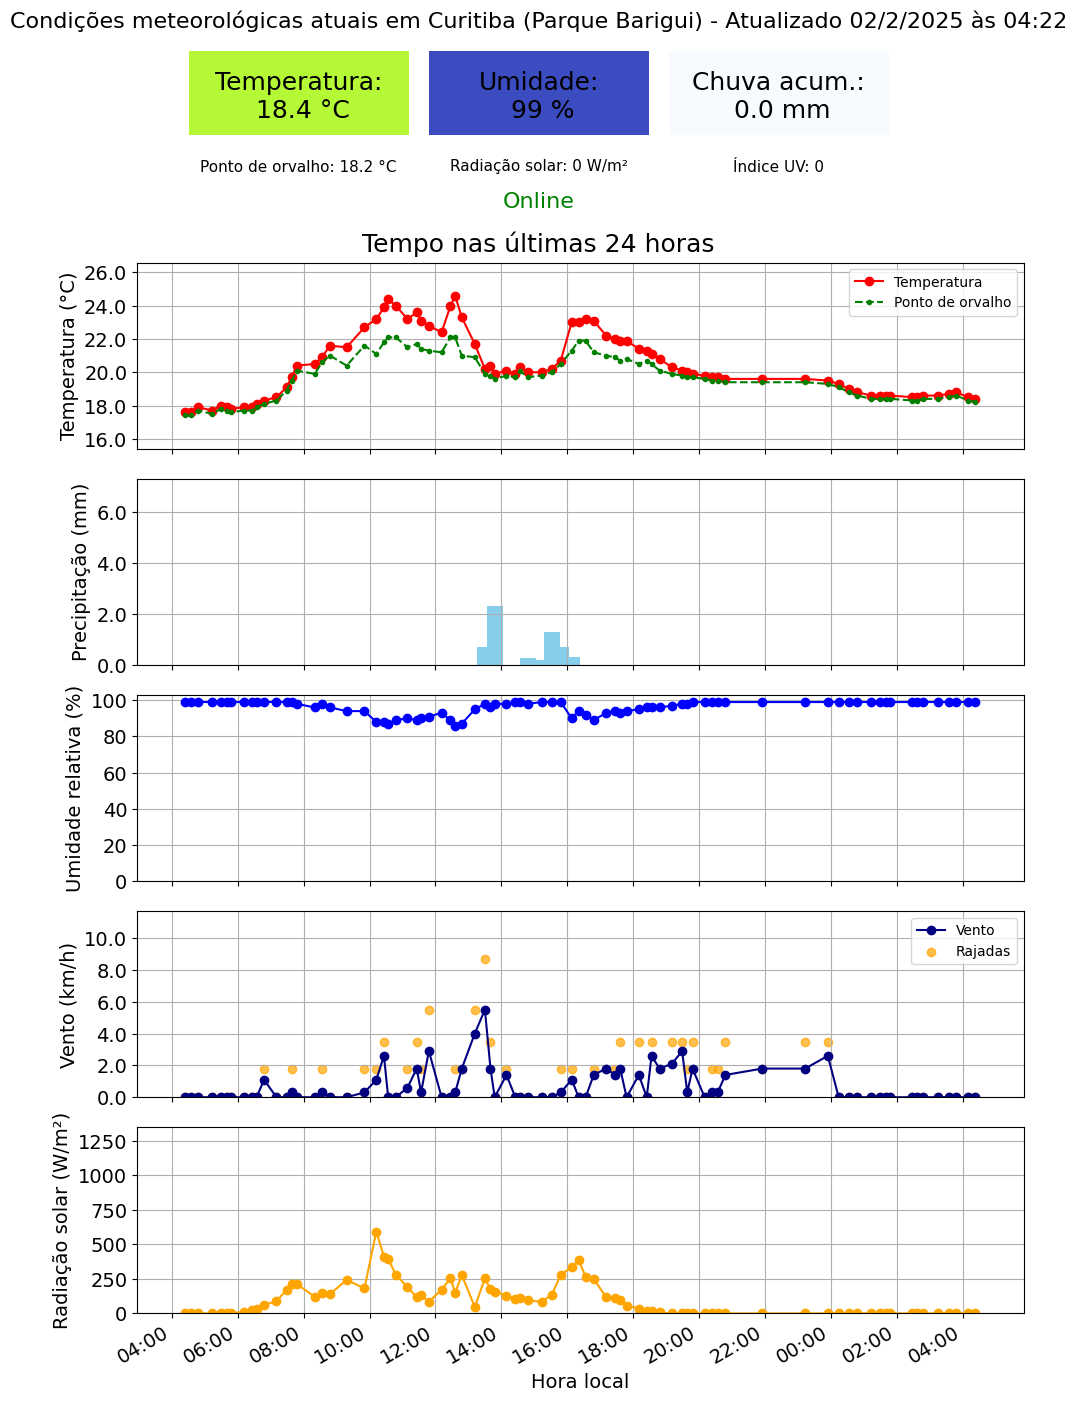 Condições meteorológicas atuais em Curitiba (Parque Barigui) - Atualizado 02/2/2025 às 04:22
Temperatura:
18.4 °C
Umidade:
99 %
Chuva acum.:
0.0 mm
Ponto de orvalho: 18.2 °C
Radiação solar: 0 W/m²
Índice UV: 0
Online
Tempo nas últimas 24 horas
Temperatura (°C)
26.0
24.0
22.0
20.0
18.0
16.0
Temperatura
Ponto de orvalho
Precipitação (mm)
6.0
4.0
2.0
0.0
Umidade relativa (%)
100
80
60
40
20
0
Vento (km/h)
10.0
8.0
6.0
4.0
2.0
0.0
Vento
Rajadas
Radiação solar (W/m²)
1250
1000
750
500
250
0
04:00
06:00
08:00
10:00
12:00
14:00
16:00
18:00
20:00
22:00
00:00
02:00
04:00
Hora local